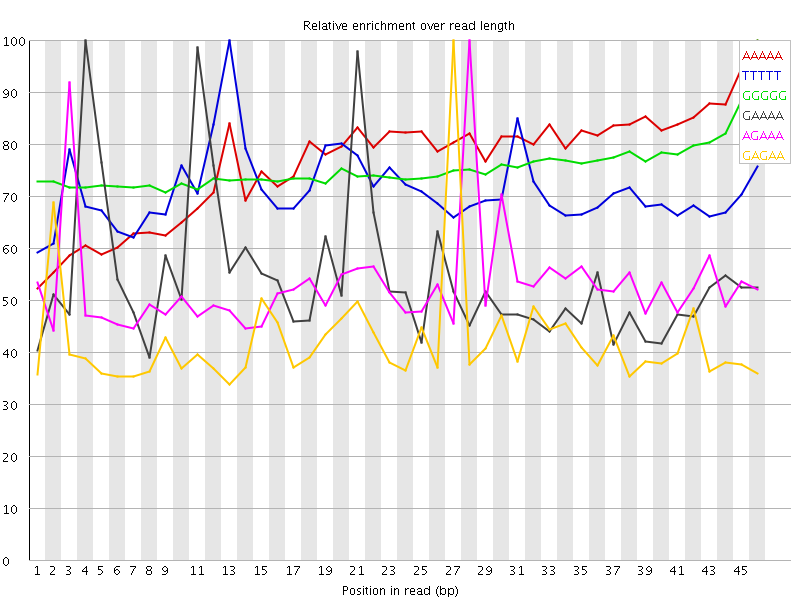 Relative enrichment over read length
100
90
80
70
60
50
40
30
20
10
0
AAAAA
TTTTT
GGGGG
GAAAA
AGAAA
GAGAA
1 2 3 4 5 6 7 8 9 11 13 15 17 19 21 23 25 27 29 31 33 35 37 39 41 43 45
Position in read (bp)